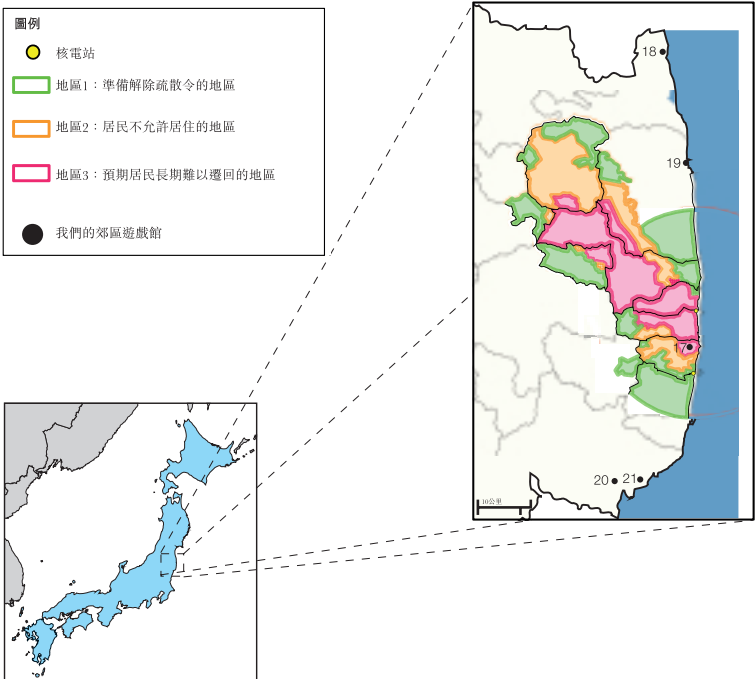 圖例
核電站
地區1：準備解除疏散令的地區
地區2：居民不允許居住的地區
地區3：預期居民長期難以遷回的地區
我們的郊區遊戲館
18
19
17
20
21
10公里